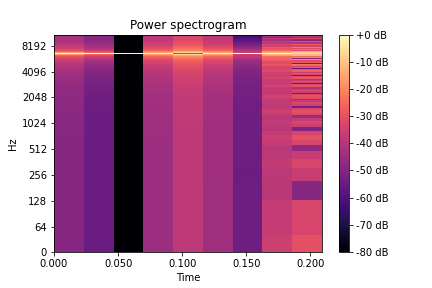 Power spectrogram
Hz
8192
4096
2048
1024
512
256
128
64
0
0.000 0.050 0.100 0.150 0.200
Time
+0 dB
-10 dB
-20 dB
-30 dB
-40 dB
-50 dB
-60 dB
-70 dB
-80 dB